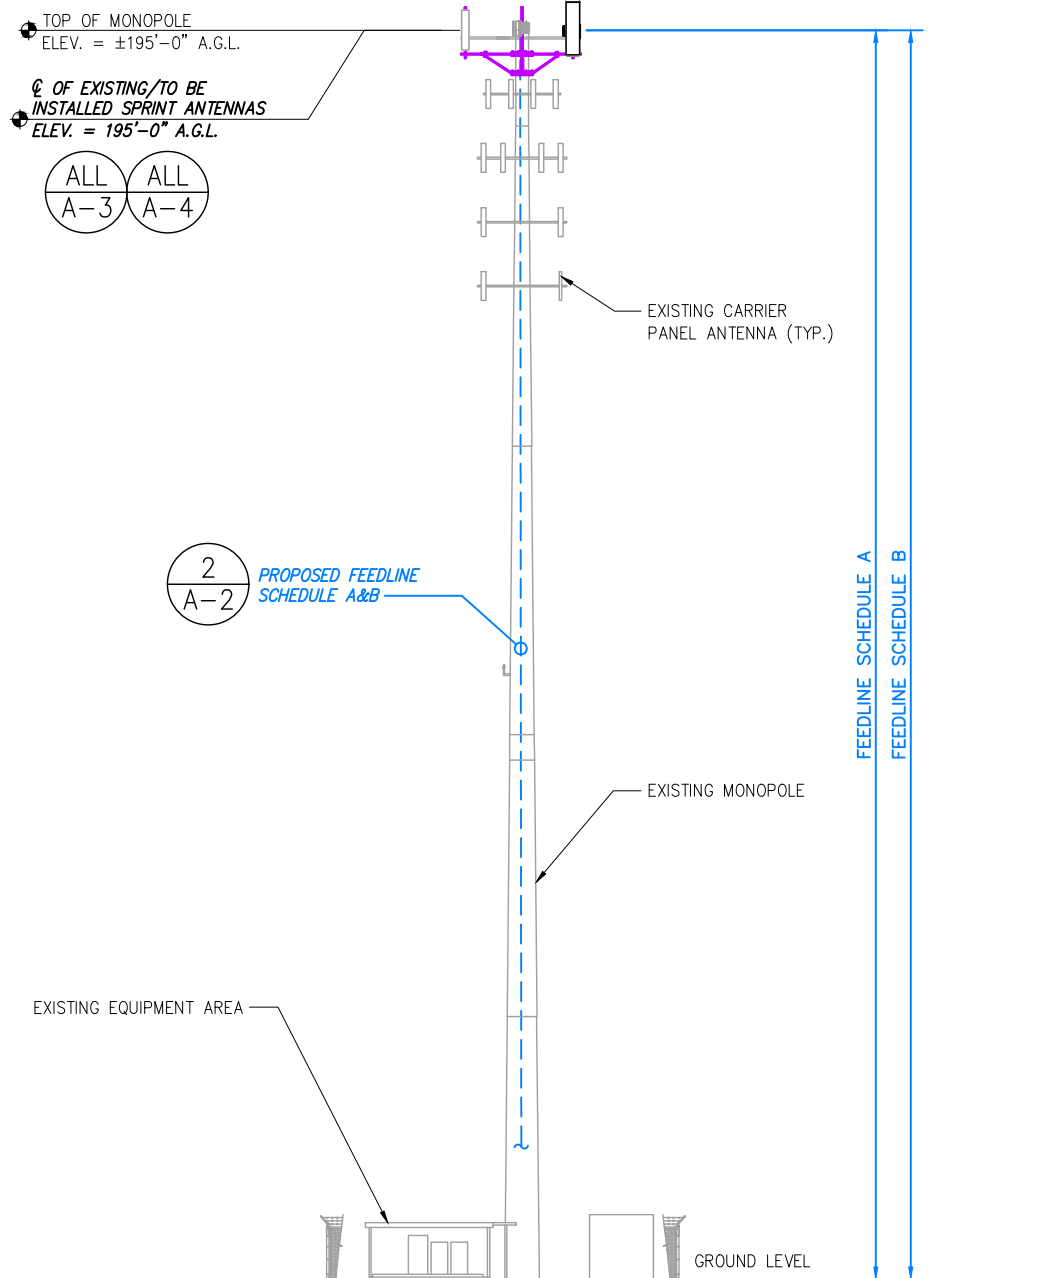 TOP OF MONOPOLE
ELEV. = ±195'-0" A.G.L.
℄ OF EXISTING/TO BE
INSTALLED SPRINT ANTENNAS
ELEV. = 195'-0" A.G.L.
ALL
A-3
ALL
A-4
EXISTING CARRIER
PANEL ANTENNA (TYP.)
2
A-2
PROPOSED FEEDLINE
SCHEDULE A&B
FEEDLINE SCHEDULE A
FEEDLINE SCHEDULE B
EXISTING MONOPOLE
EXISTING EQUIPMENT AREA
GROUND LEVEL